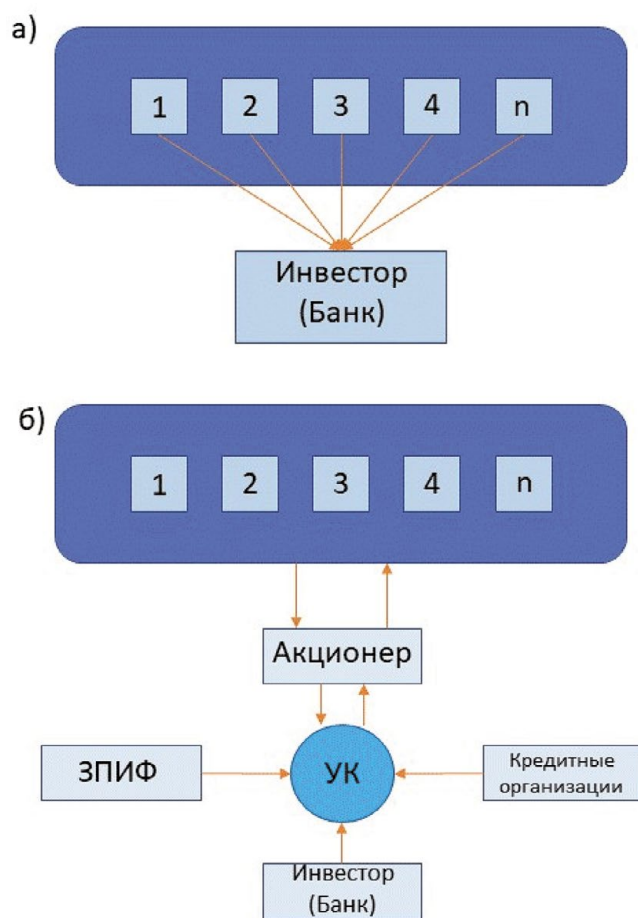 а)
1 2 3 4 n
Инвестор
(Банк)
б)
1 2 3 4 n
Акционер
ЗПИФ
УК
Кредитные
организации
Инвестор
(Банк)